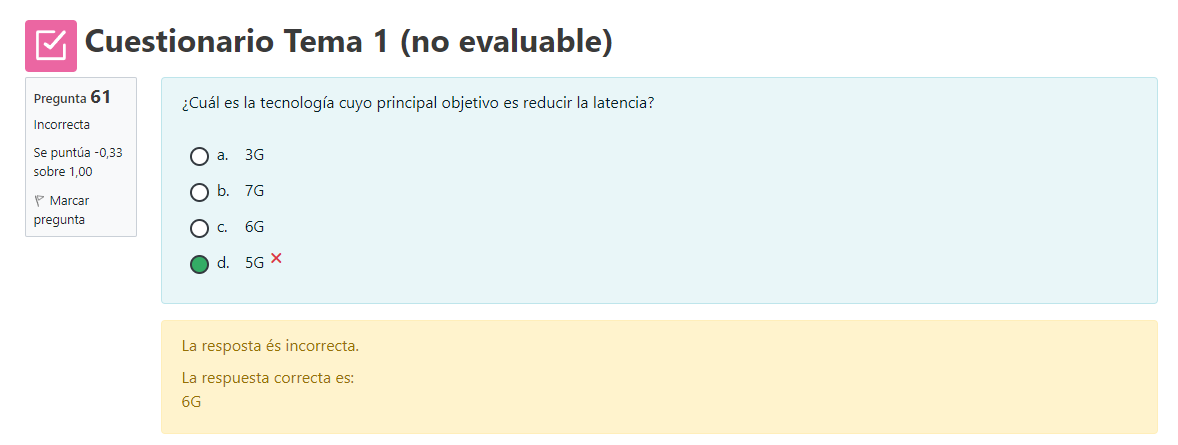 Cuestionario Tema 1 (no evaluable)
Pregunta 61
Incorrecta
Se puntúa -0,33
sobre 1,00
Marcar
pregunta
¿Cuál es la tecnología cuyo principal objetivo es reducir la latencia?
a. 3G
b. 7G
c. 6G
d. 5G
La resposta és incorrecta.
La respuesta correcta es:
6G